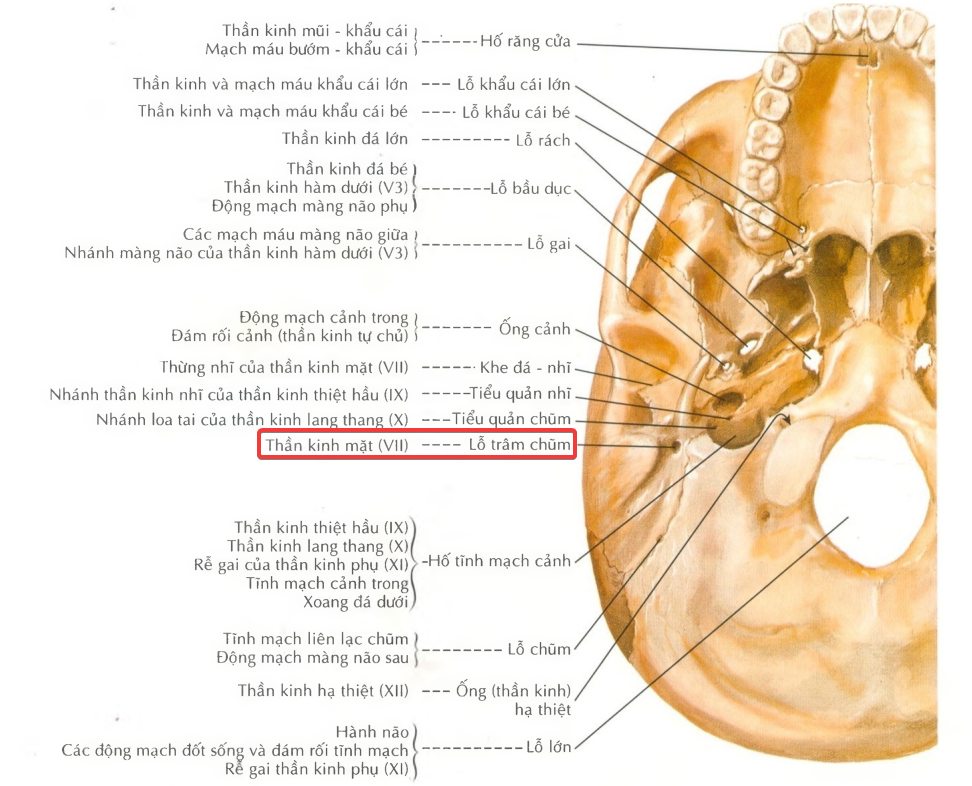 Thần kinh mũi - khẩu cái
Mạch máu bướm - khẩu cái
Hố răng cửa
Thần kinh và mạch máu khẩu cái lớn
Lỗ khẩu cái lớn
Thần kinh và mạch máu khẩu cái bé
Lỗ khẩu cái bé
Thần kinh đá lớn
Lỗ rách
Thần kinh đá bé
Thần kinh hàm dưới (V3)
Động mạch màng não phụ
Lỗ bầu dục
Các mạch máu màng não giữa
Nhánh màng não của thần kinh hàm dưới (V3)
Lỗ gai
Động mạch cảnh trong
Đám rối cảnh (thần kinh tự chủ)
Ống cảnh
Thừng nhĩ của thần kinh mặt (VII)
Khe đá - nhĩ
Nhánh thần kinh nhĩ của thần kinh thiệt hầu (IX)
Tiểu quản nhĩ
Nhánh loa tai của thần kinh lang thang (X)
Tiểu quản chũm
Thần kinh mặt (VII)
Lỗ trâm chũm
Thần kinh thiệt hầu (IX)
Thần kinh lang thang (X)
Rễ gai của thần kinh phụ (XI)
Tĩnh mạch cảnh trong
Xoang đá dưới
Hố tĩnh mạch cảnh
Tĩnh mạch liên lạc chũm
Động mạch màng não sau
Lỗ chũm
Thần kinh hạ thiệt (XII)
Ống (thần kinh)
hạ thiệt
Hành não
Các động mạch đốt sống và đám rối tĩnh mạch
Rễ gai thần kinh phụ (XI)
Lỗ lớn